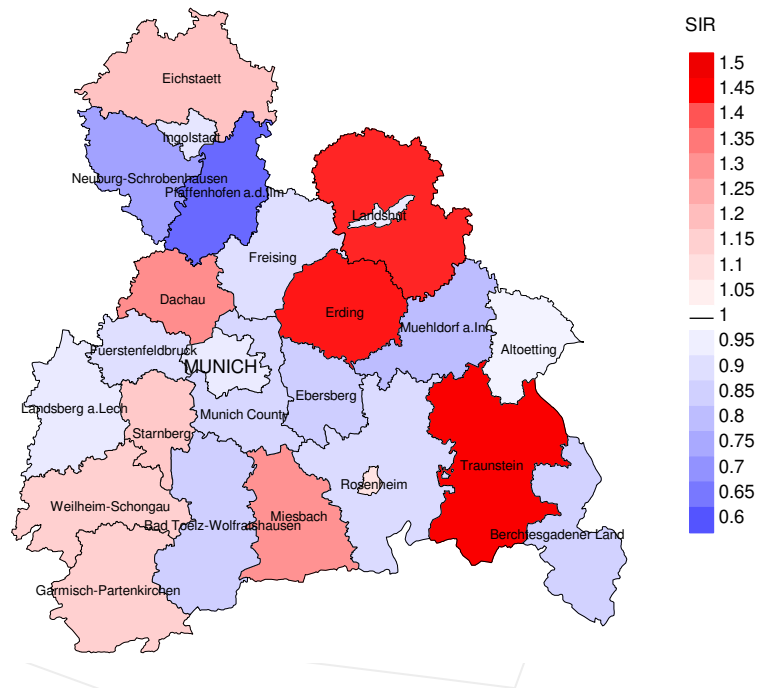 SIR
1.5
1.45
1.4
1.35
1.3
1.25
1.2
1.15
1.1
1.05
1
0.95
0.9
0.85
0.8
0.75
0.7
0.65
0.6
Eichstaett
Ingolstadt
Neuburg-Schrobenhausen
Pfaffenhofen a.d.Ilm
Landshut
Freising
Dachau
Erding
Muehldorf a.Inn
Altoetting
Fuerstenfeldbruck
MUNICH
Ebersberg
Landsberg a.Lech
Munich County
Starnberg
Traunstein
Rosenheim
Weilheim-Schongau
Miesbach
Bad Toelz-Wolfratshausen
Berchtesgadener Land
Garmisch-Partenkirchen